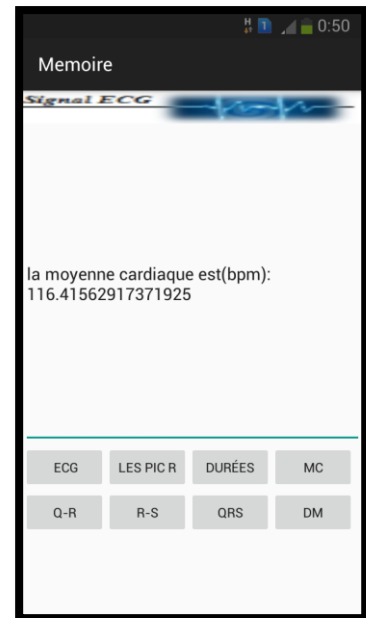 H 1 0:50
Memoire
Signal ECG
la moyenne cardiaque est(bpm):
116.41562917371925
ECG LES PIC R DURÉES MC
Q-R R-S QRS DM